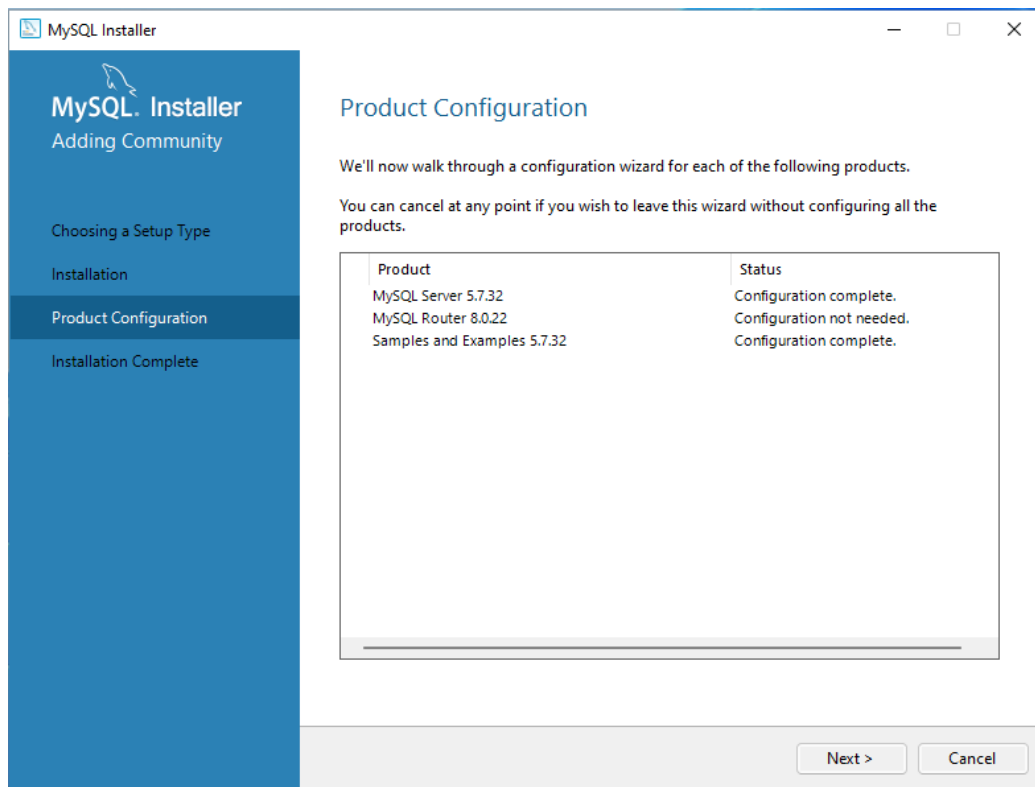 MySQL Installer
MySQL. Installer
Adding Community
Choosing a Setup Type
Installation
Product Configuration
Installation Complete
Product Configuration
We'll now walk through a configuration wizard for each of the following products.
You can cancel at any point if you wish to leave this wizard without configuring all the
products.
Product Status
MySQL Server 5.7.32 Configuration complete.
MySQL Router 8.0.22 Configuration not needed.
Samples and Examples 5.7.32 Configuration complete.
Next > Cancel